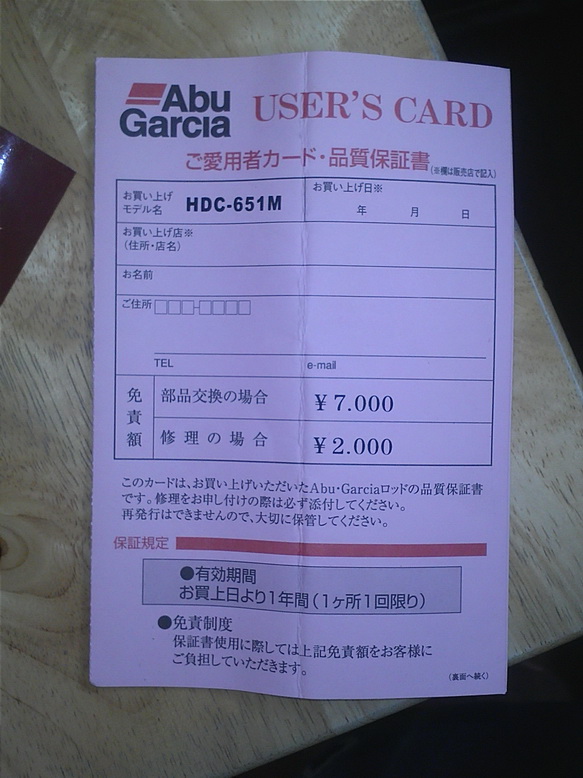 Abu
Garcia
USER'S CARD
ご愛用者カード・品質保証書(※欄は販売店で記入)
お買い上げ
モデル名 HDC-651M
お買い上げ日※
年 月 日
お買い上げ店※
(住所・店名)
お名前
ご住所
TEL e-mail
免責額
部品交換の場合 ¥7.000
修理の場合 ¥2.000
このカードは、お買い上げいただいたAbu・Garciaロッドの品質保証書
です。修理をお申し付けの際は必ず添付してください。
再発行はできませんので、大切に保管してください。
保証規定
●有効期間
お買上日より1年間(1ヶ所1回限り)
●免責制度
保証書使用に際しては上記免責額をお客様に
ご負担していただきます。
(裏面へ続く)